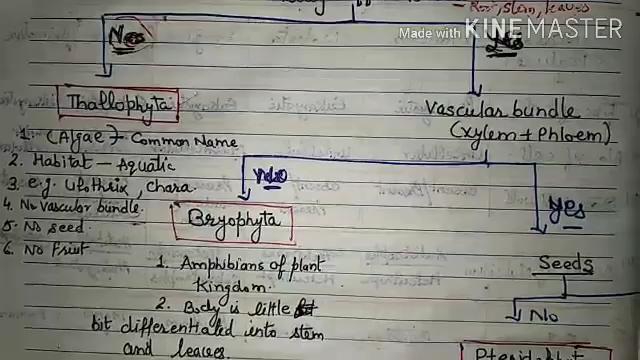 Root, stem, leaves
Made with KINEMASTER
No
Thallophyta
Vascular bundle
(Xylem + Phloem)
1. (Algae) → Common Name
2. Habitat — Aquatic
3. e.g. Ulothrix, Chara.
4. No vascular bundle.
5. No seed.
6. No Fruit
No
yes
Bryophyta
1. Amphibians of plant
Kingdom.
2. Body is little
bit differentiated into stem
and leaves.
Seeds
No